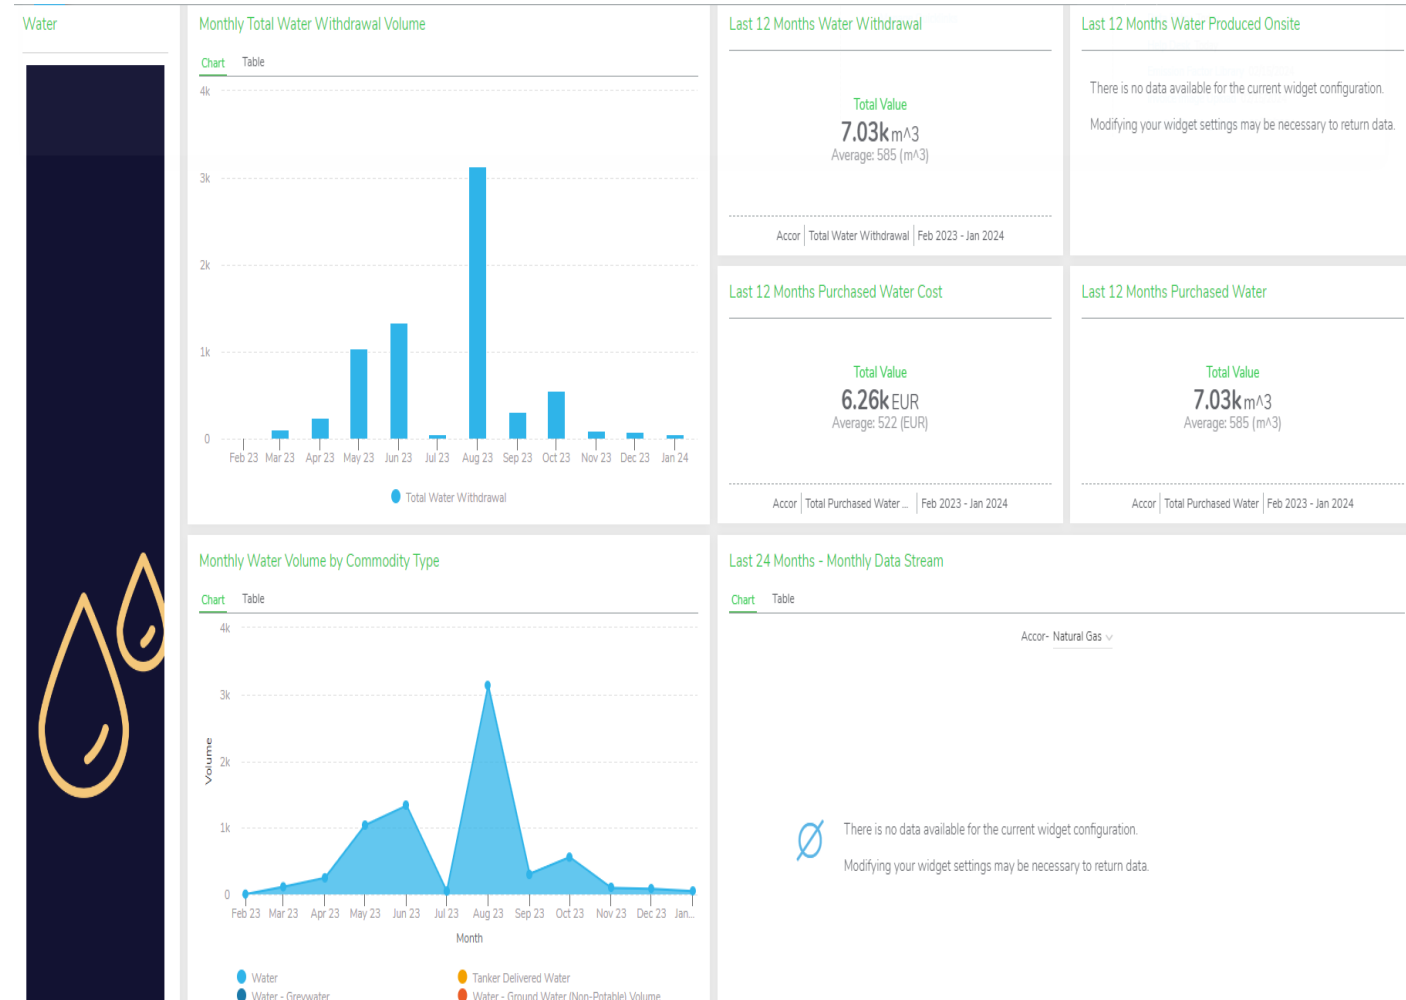 Water
Monthly Total Water Withdrawal Volume
Chart Table
4k
3k
2k
1k
0
Feb 23 Mar 23 Apr 23 May 23 Jun 23 Jul 23 Aug 23 Sep 23 Oct 23 Nov 23 Dec 23 Jan 24
Total Water Withdrawal
Last 12 Months Water Withdrawal
Total Value
7.03k m^3
Average: 585 (m^3)
Accor | Total Water Withdrawal | Feb 2023 - Jan 2024
Last 12 Months Water Produced Onsite
There is no data available for the current widget configuration.
Modifying your widget settings may be necessary to return data.
Last 12 Months Purchased Water Cost
Total Value
6.26k EUR
Average: 522 (EUR)
Accor | Total Purchased Water ... | Feb 2023 - Jan 2024
Last 12 Months Purchased Water
Total Value
7.03k m^3
Average: 585 (m^3)
Accor | Total Purchased Water | Feb 2023 - Jan 2024
Monthly Water Volume by Commodity Type
Chart Table
4k
3k
2k
1k
0
Volume
Feb 23 Mar 23 Apr 23 May 23 Jun 23 Jul 23 Aug 23 Sep 23 Oct 23 Nov 23 Dec 23 Jan...
Month
Water Tanker Delivered Water
Water - Greywater Water - Ground Water (Non-Potable) Volume
Last 24 Months - Monthly Data Stream
Chart Table
Accor- Natural Gas
There is no data available for the current widget configuration.
Modifying your widget settings may be necessary to return data.